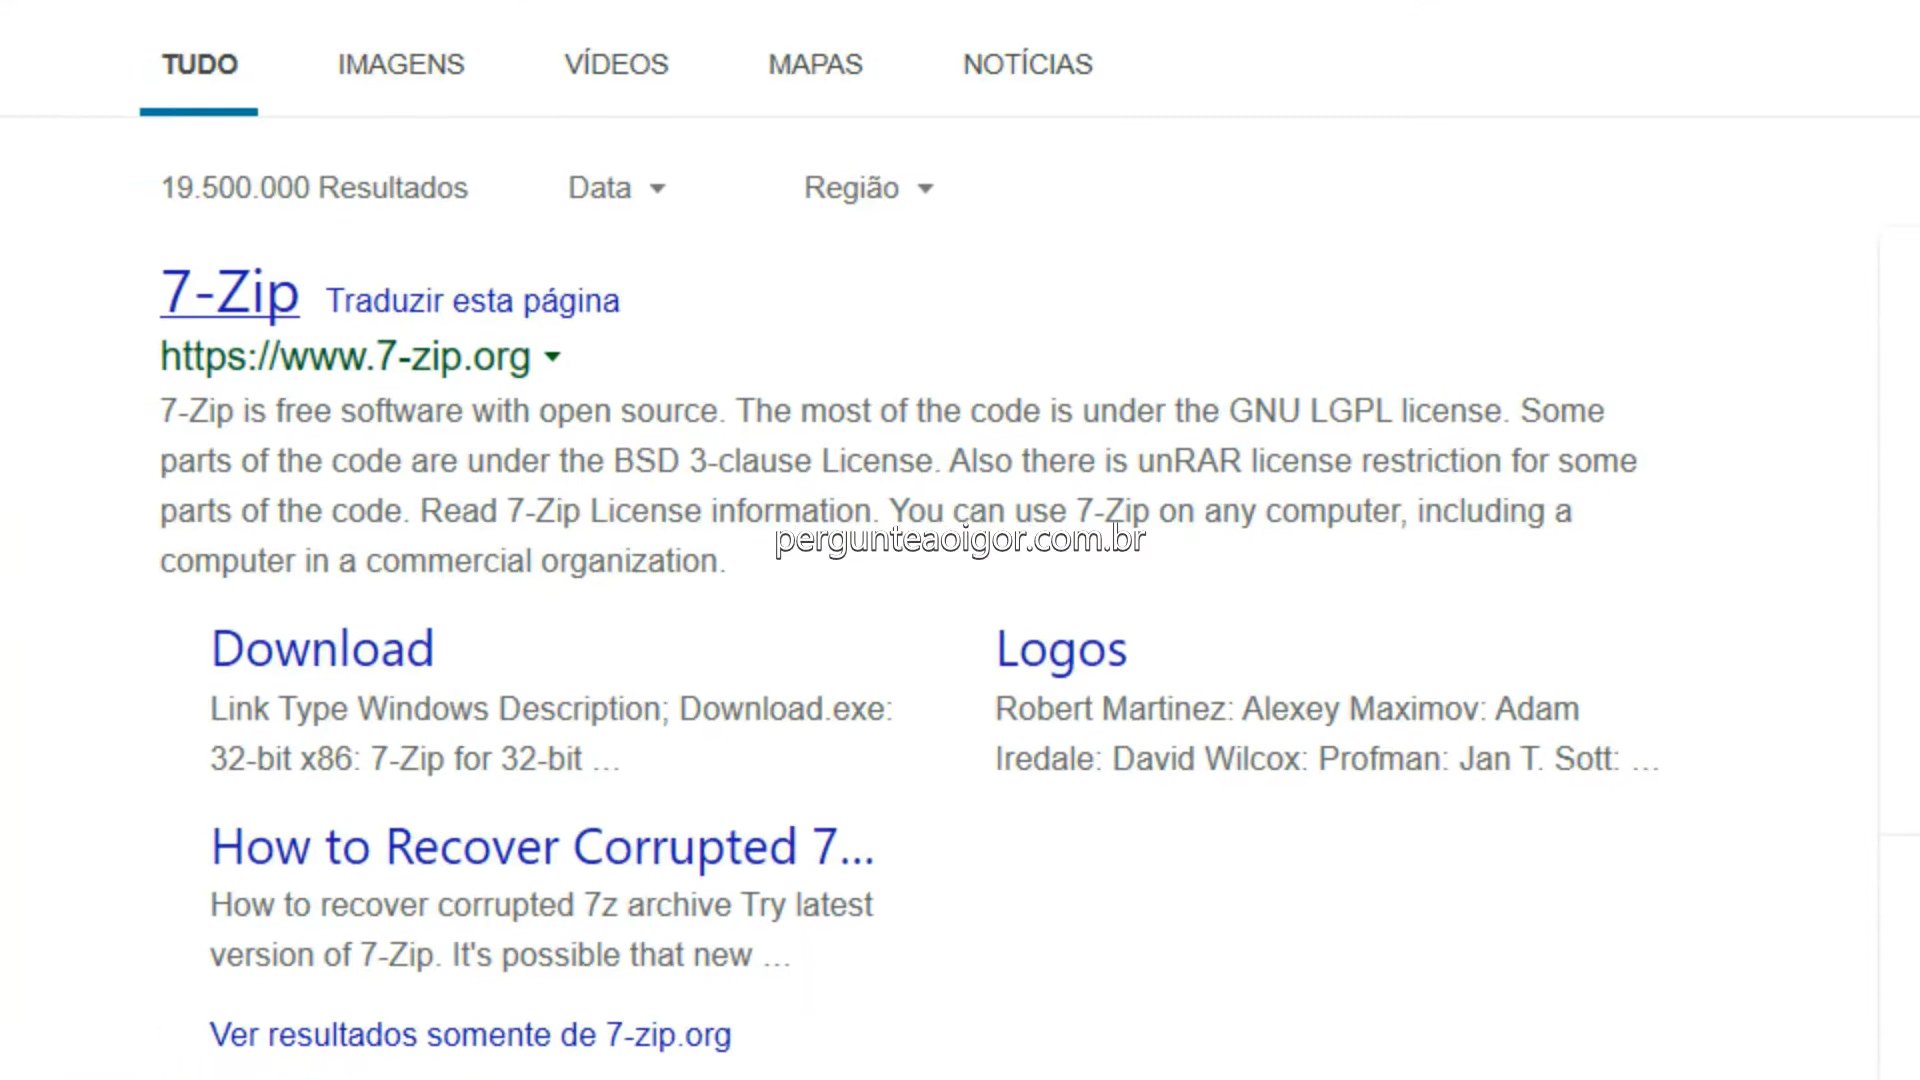 TUDO IMAGENS VÍDEOS MAPAS NOTÍCIAS
19.500.000 Resultados Data Região
7-Zip Traduzir esta página
https://www.7-zip.org
7-Zip is free software with open source. The most of the code is under the GNU LGPL license. Some
parts of the code are under the BSD 3-clause License. Also there is unRAR license restriction for some
parts of the code. Read 7-Zip License information. You can use 7-Zip on any computer, including a
pergunteaoigor.com.br
computer in a commercial organization.
Download
Link Type Windows Description; Download.exe:
32-bit x86: 7-Zip for 32-bit ...
Logos
Robert Martinez: Alexey Maximov: Adam
Iredale: David Wilcox: Profman: Jan T. Sott: ...
How to Recover Corrupted 7...
How to recover corrupted 7z archive Try latest
version of 7-Zip. It's possible that new ...
Ver resultados somente de 7-zip.org